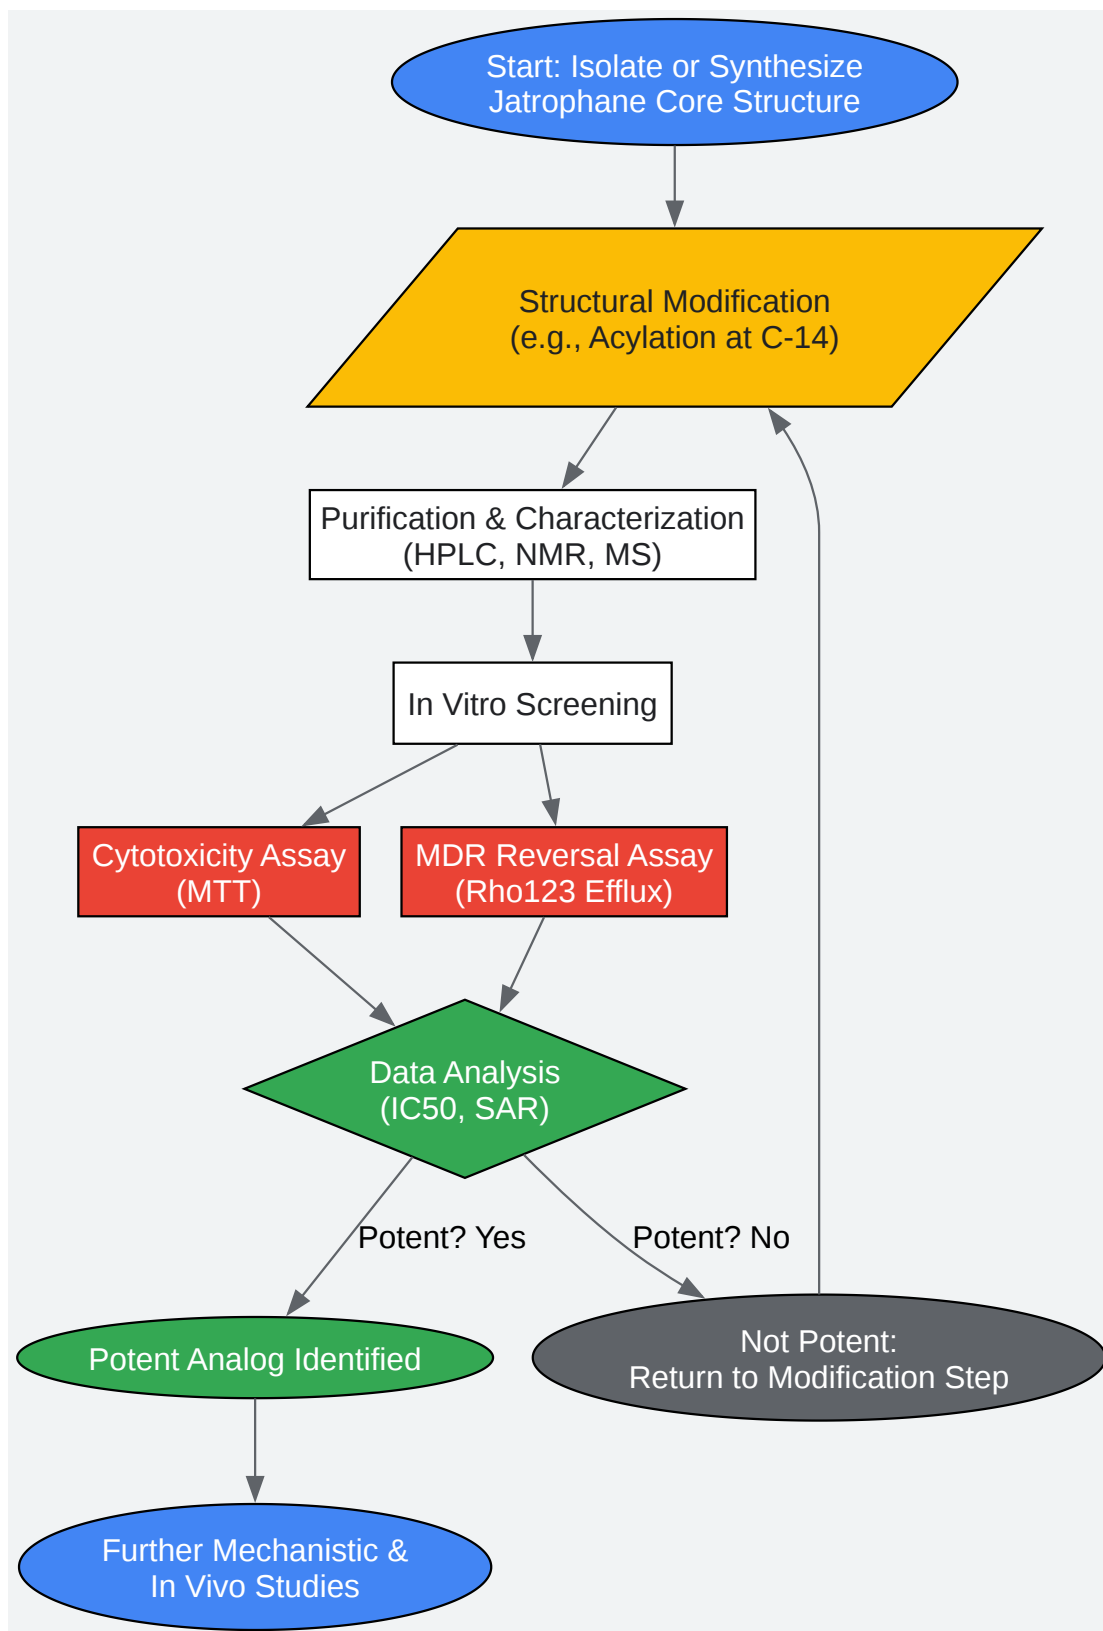 Start: Isolate or Synthesize
Jatrophane Core Structure
Structural Modification
(e.g., Acylation at C-14)
Purification & Characterization
(HPLC, NMR, MS)
In Vitro Screening
Cytotoxicity Assay
(MTT)
MDR Reversal Assay
(Rho123 Efflux)
Data Analysis
(IC50, SAR)
Potent? Yes
Potent? No
Potent Analog Identified
Not Potent:
Return to Modification Step
Further Mechanistic &
In Vivo Studies